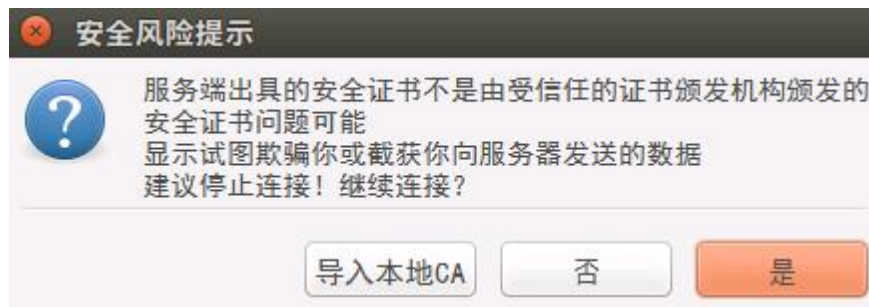 安全风险提示
服务端出具的安全证书不是由受信任的证书颁发机构颁发的
安全证书问题可能
显示试图欺骗你或截获你向服务器发送的数据
建议停止连接！继续连接？
导入本地CA 否 是